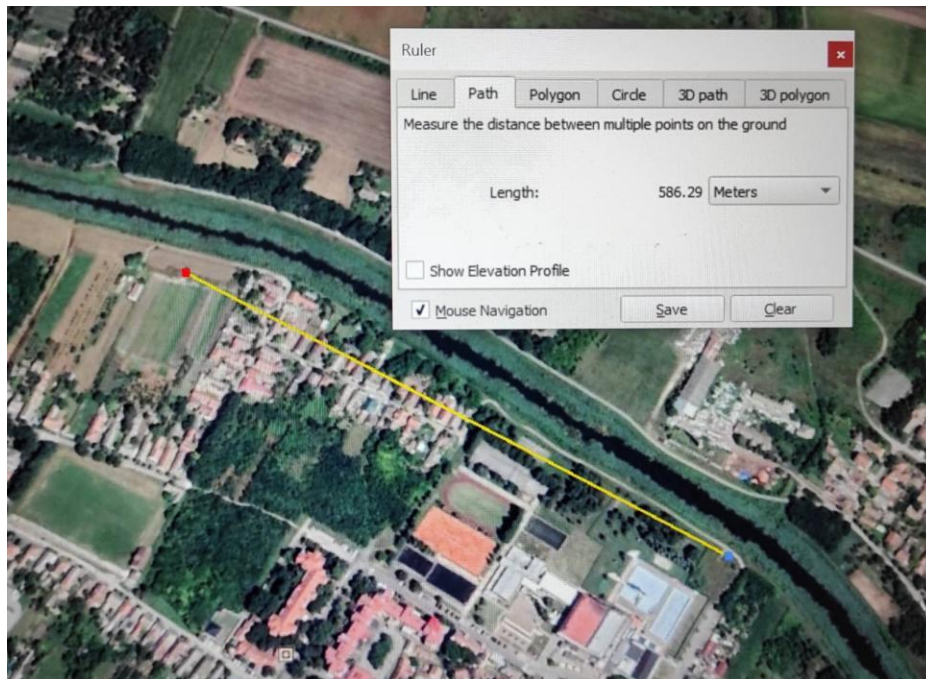 Ruler
Line Path Polygon Circle 3D path 3D polygon
Measure the distance between multiple points on the ground
Length: 586.29 Meters
Show Elevation Profile
Mouse Navigation Save Clear